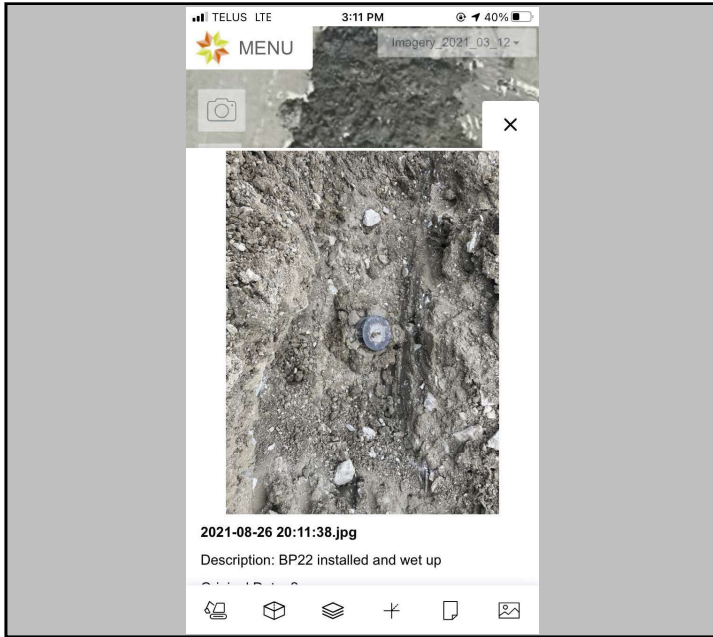 TELUS LTE 3:11 PM 40%
MENU
Imagery_2021_03_12
2021-08-26 20:11:38.jpg
Description: BP22 installed and wet up